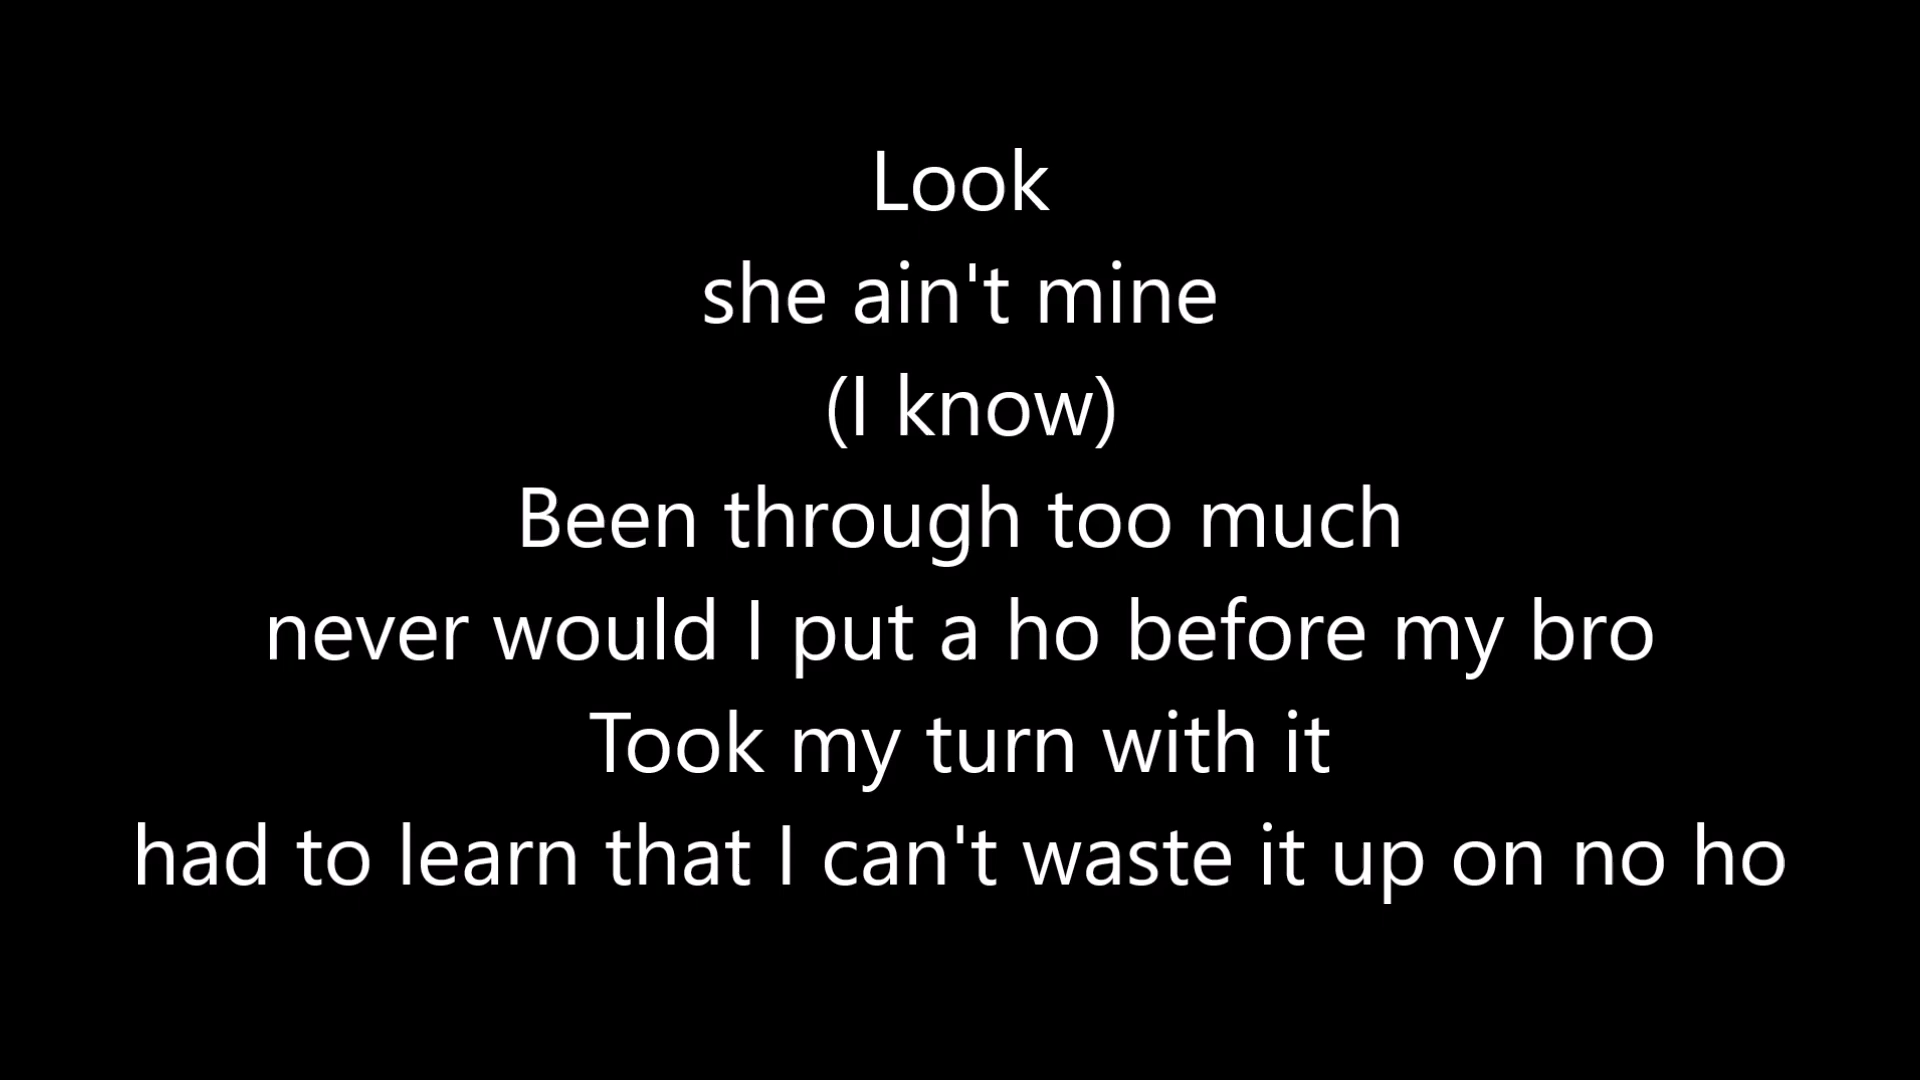 Look
she ain't mine
(I know)
Been through too much
never would I put a ho before my bro
Took my turn with it
had to learn that I can't waste it up on no ho